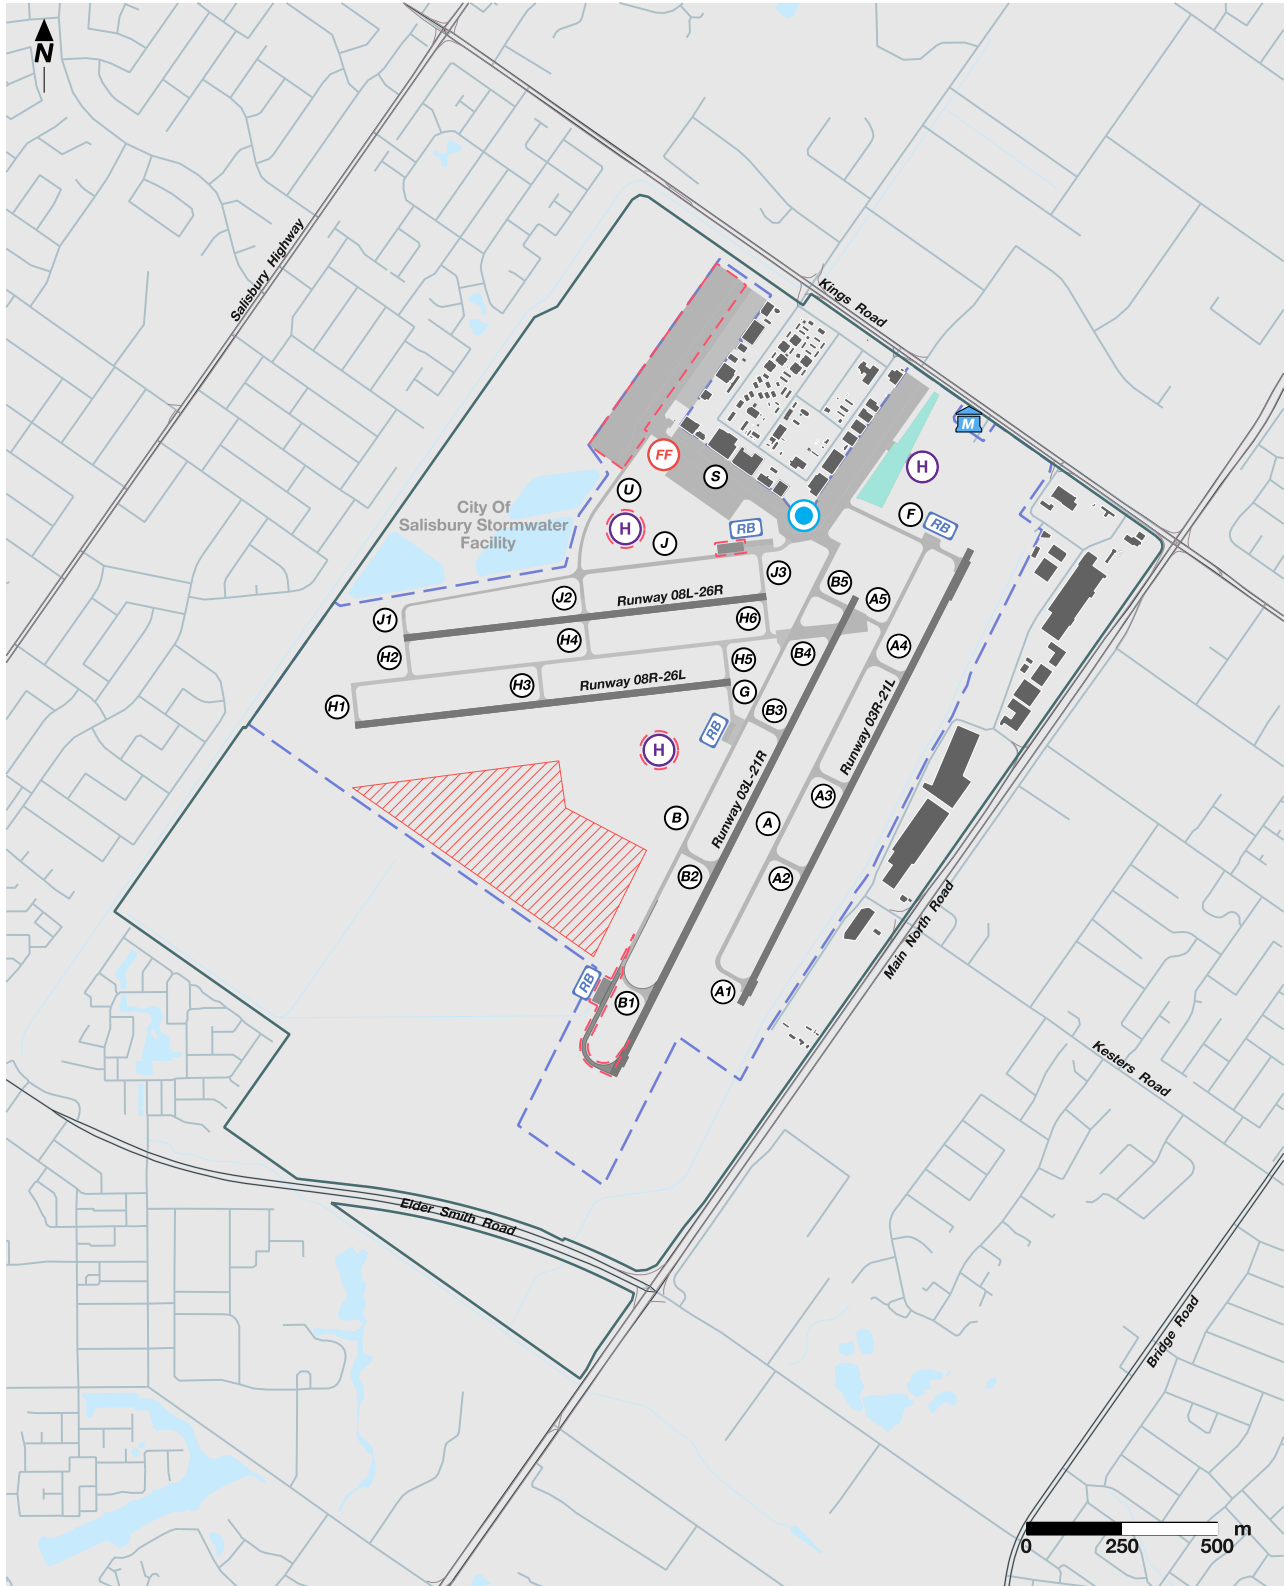 N
Salisbury Highway
Kings Road
M
FF
H
S
U
City Of
Salisbury Stormwater
Facility
H
J
RB
F
RB
J3
B5
A5
J2
Runway 08L-26R
J1
H6
H4
H2
B4
A4
H5
H3
Runway 08R-26L
G
H1
B3
RB
H
Runway 03R-21L
Runway 03L-21R
A3
B
A
B2
A2
Main North Road
RB
B1
A1
Kesters Road
Elder Smith Road
Bridge Road
m
0
250
500